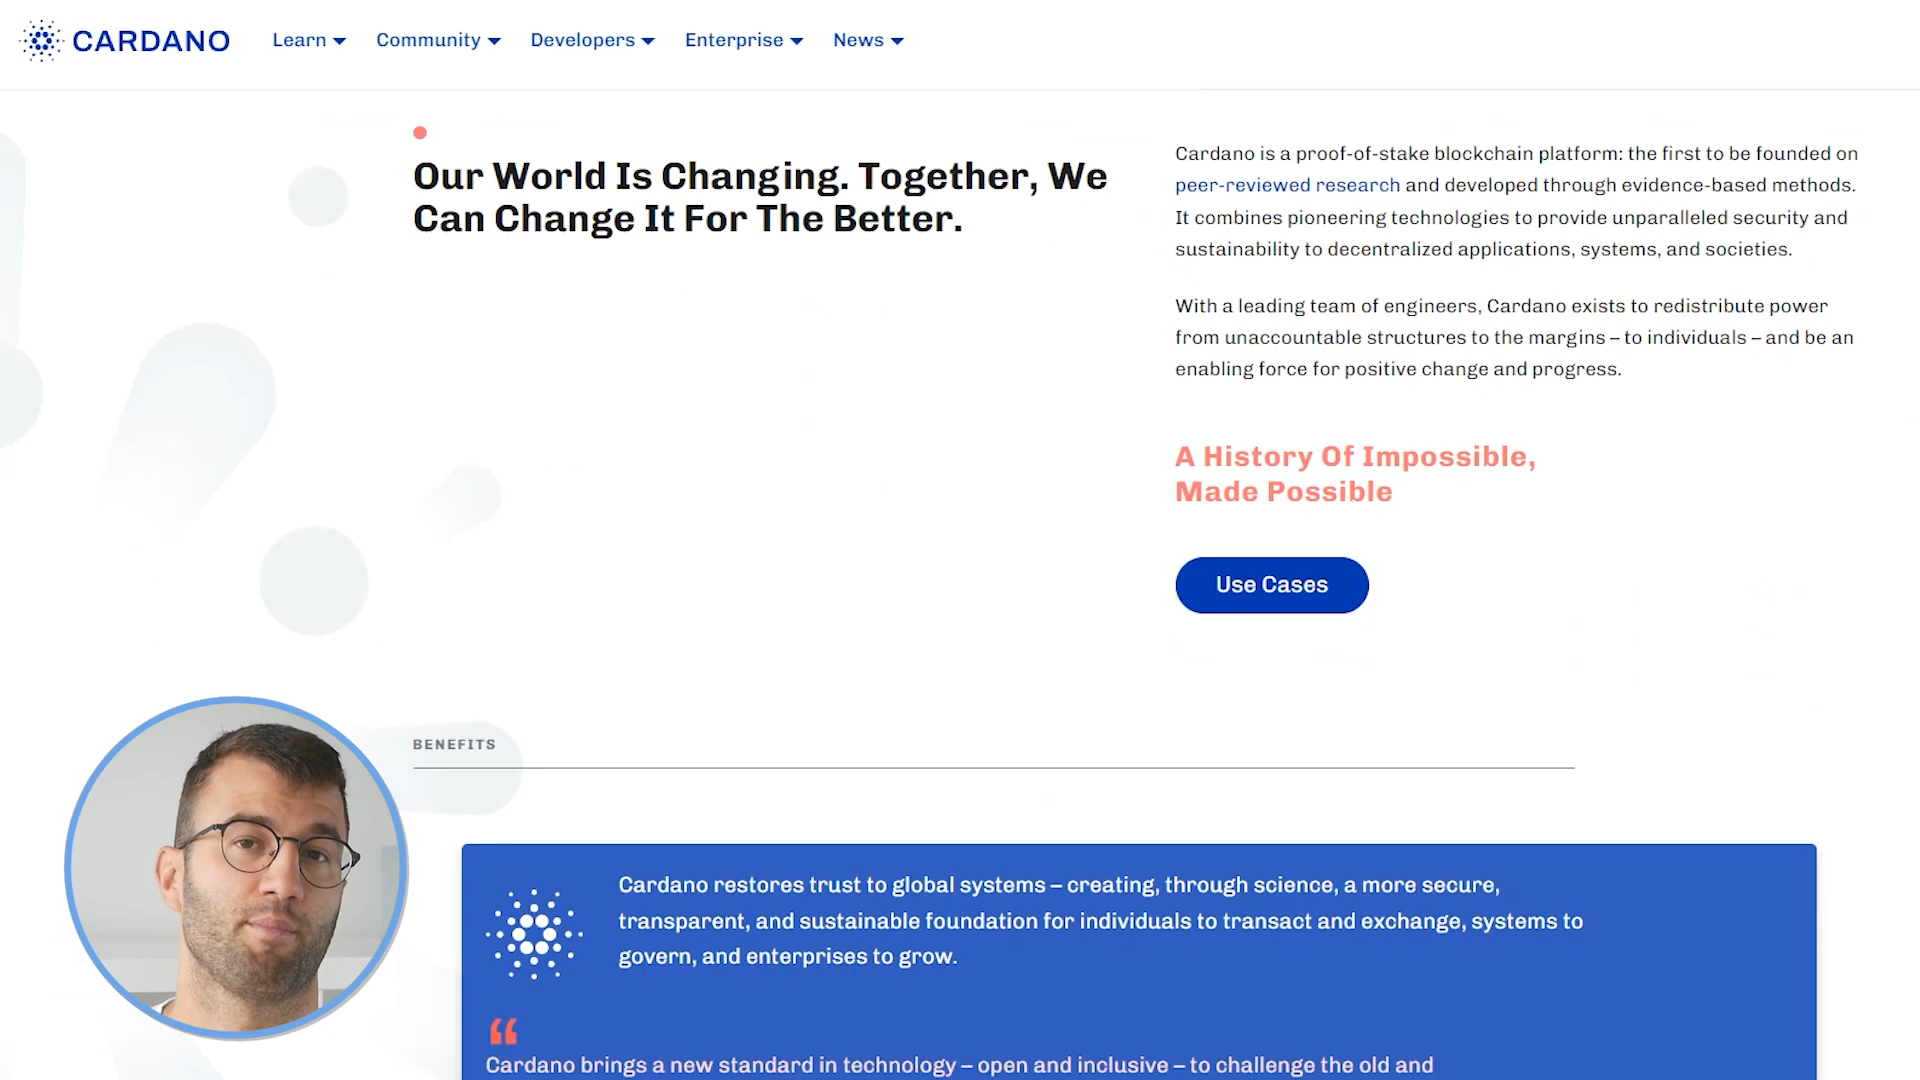 CARDANO
Learn
Community
Developers
Enterprise
News
Our World Is Changing. Together, We
Can Change It For The Better.
Cardano is a proof-of-stake blockchain platform: the first to be founded on
peer-reviewed research and developed through evidence-based methods.
It combines pioneering technologies to provide unparalleled security and
sustainability to decentralized applications, systems, and societies.
With a leading team of engineers, Cardano exists to redistribute power
from unaccountable structures to the margins – to individuals – and be an
enabling force for positive change and progress.
A History Of Impossible,
Made Possible
Use Cases
BENEFITS
Cardano restores trust to global systems – creating, through science, a more secure,
transparent, and sustainable foundation for individuals to transact and exchange, systems to
govern, and enterprises to grow.
“
Cardano brings a new standard in technology – open and inclusive – to challenge the old and